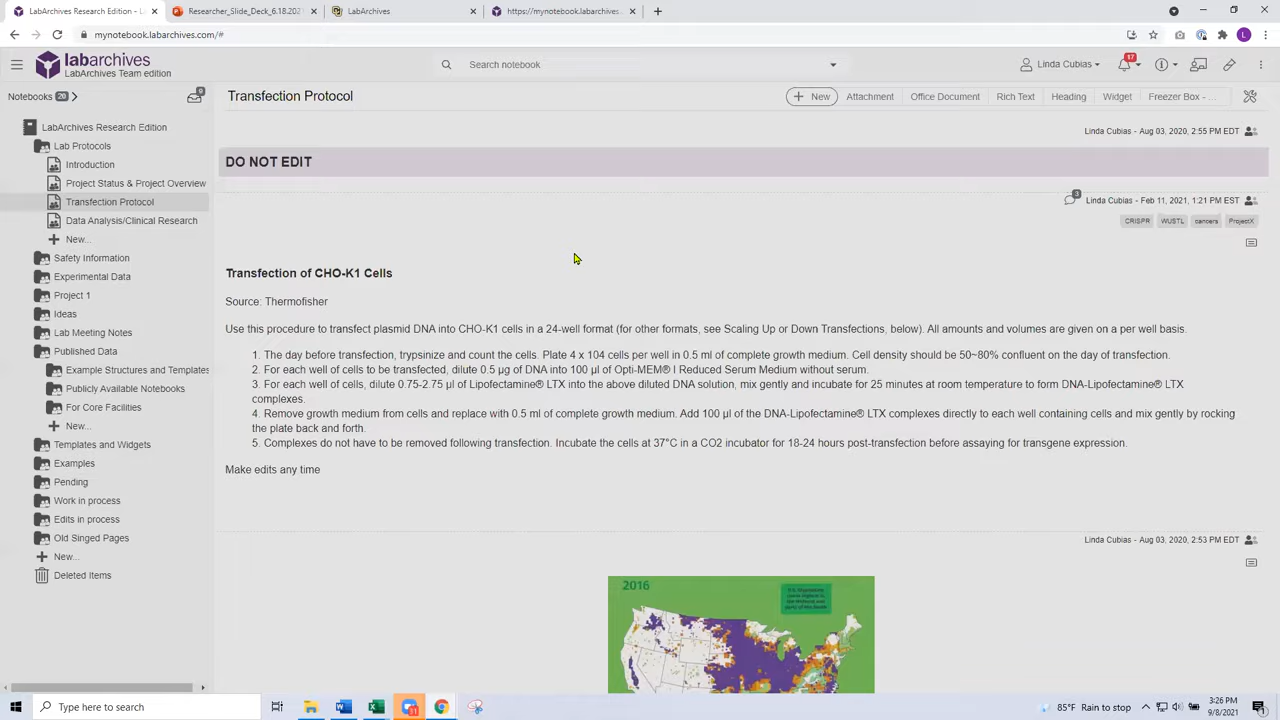 LabArchives Research Edition -
Researcher_Slide_Deck_6.18.202
LabArchives
https://mynotebook.labarchives.
mynotebook.labarchives.com/#
L
labarchives
LabArchives Team edition
Search notebook
Linda Cubias
17
Notebooks 20
Transfection Protocol
New
Attachment
Office Document
Rich Text
Heading
Widget
Freezer Box - ...
LabArchives Research Edition
Lab Protocols
Introduction
Project Status & Project Overview
Transfection Protocol
Data Analysis/Clinical Research
New...
Safety Information
Experimental Data
Project 1
Ideas
Lab Meeting Notes
Published Data
Example Structures and Templates
Publicly Available Notebooks
For Core Facilities
New...
Templates and Widgets
Examples
Pending
Work in process
Edits in process
Old Singed Pages
New...
Deleted Items
Linda Cubias - Aug 03, 2020, 2:55 PM EDT
DO NOT EDIT
3
Linda Cubias - Feb 11, 2021, 1:21 PM EST
CRISPR WUSTL cancers ProjectX
Transfection of CHO-K1 Cells
Source: Thermofisher
Use this procedure to transfect plasmid DNA into CHO-K1 cells in a 24-well format (for other formats, see Scaling Up or Down Transfections, below). All amounts and volumes are given on a per well basis.
1. The day before transfection, trypsinize and count the cells. Plate 4 x 104 cells per well in 0.5 ml of complete growth medium. Cell density should be 50~80% confluent on the day of transfection.
2. For each well of cells to be transfected, dilute 0.5 µg of DNA into 100 µl of Opti-MEM® I Reduced Serum Medium without serum.
3. For each well of cells, dilute 0.75-2.75 µl of Lipofectamine® LTX into the above diluted DNA solution, mix gently and incubate for 25 minutes at room temperature to form DNA-Lipofectamine® LTX
complexes.
4. Remove growth medium from cells and replace with 0.5 ml of complete growth medium. Add 100 µl of the DNA-Lipofectamine® LTX complexes directly to each well containing cells and mix gently by rocking
the plate back and forth.
5. Complexes do not have to be removed following transfection. Incubate the cells at 37°C in a CO2 incubator for 18-24 hours post-transfection before assaying for transgene expression.
Make edits any time
Linda Cubias - Aug 03, 2020, 2:53 PM EDT
2016
Type here to search
85°F Rain to stop
3:26 PM
9/8/2021